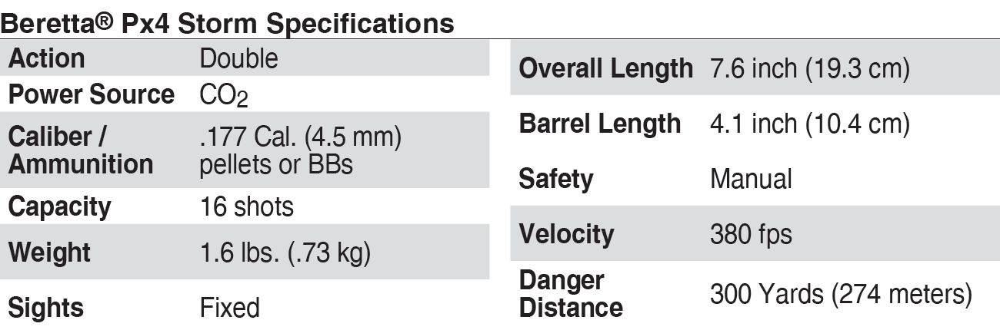 Beretta® Px4 Storm Specifications
Action Double
Power Source CO2
Caliber / .177 Cal. (4.5 mm)
Ammunition pellets or BBs
Capacity 16 shots
Weight 1.6 lbs. (.73 kg)
Sights Fixed
Overall Length 7.6 inch (19.3 cm)
Barrel Length 4.1 inch (10.4 cm)
Safety Manual
Velocity 380 fps
Danger
Distance 300 Yards (274 meters)